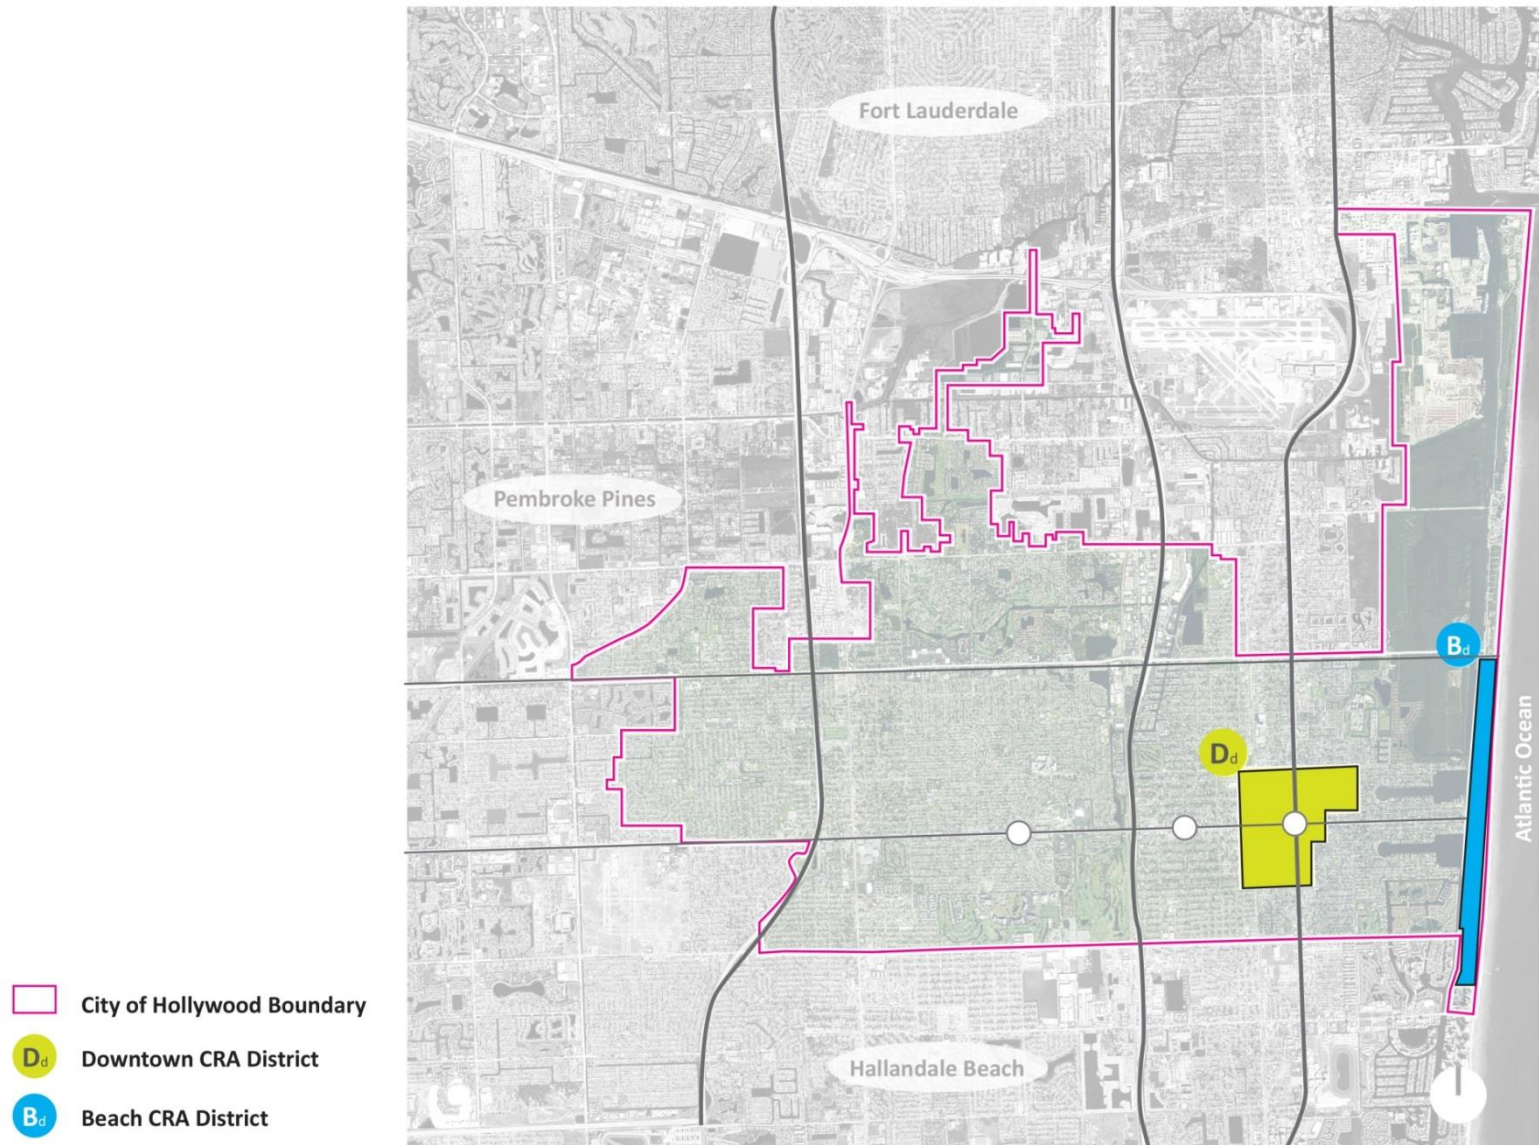 Fort Lauderdale
Pembroke Pines
Bd
Dd
Atlantic Ocean
City of Hollywood Boundary
Dd Downtown CRA District
Bd Beach CRA District
Hallandale Beach